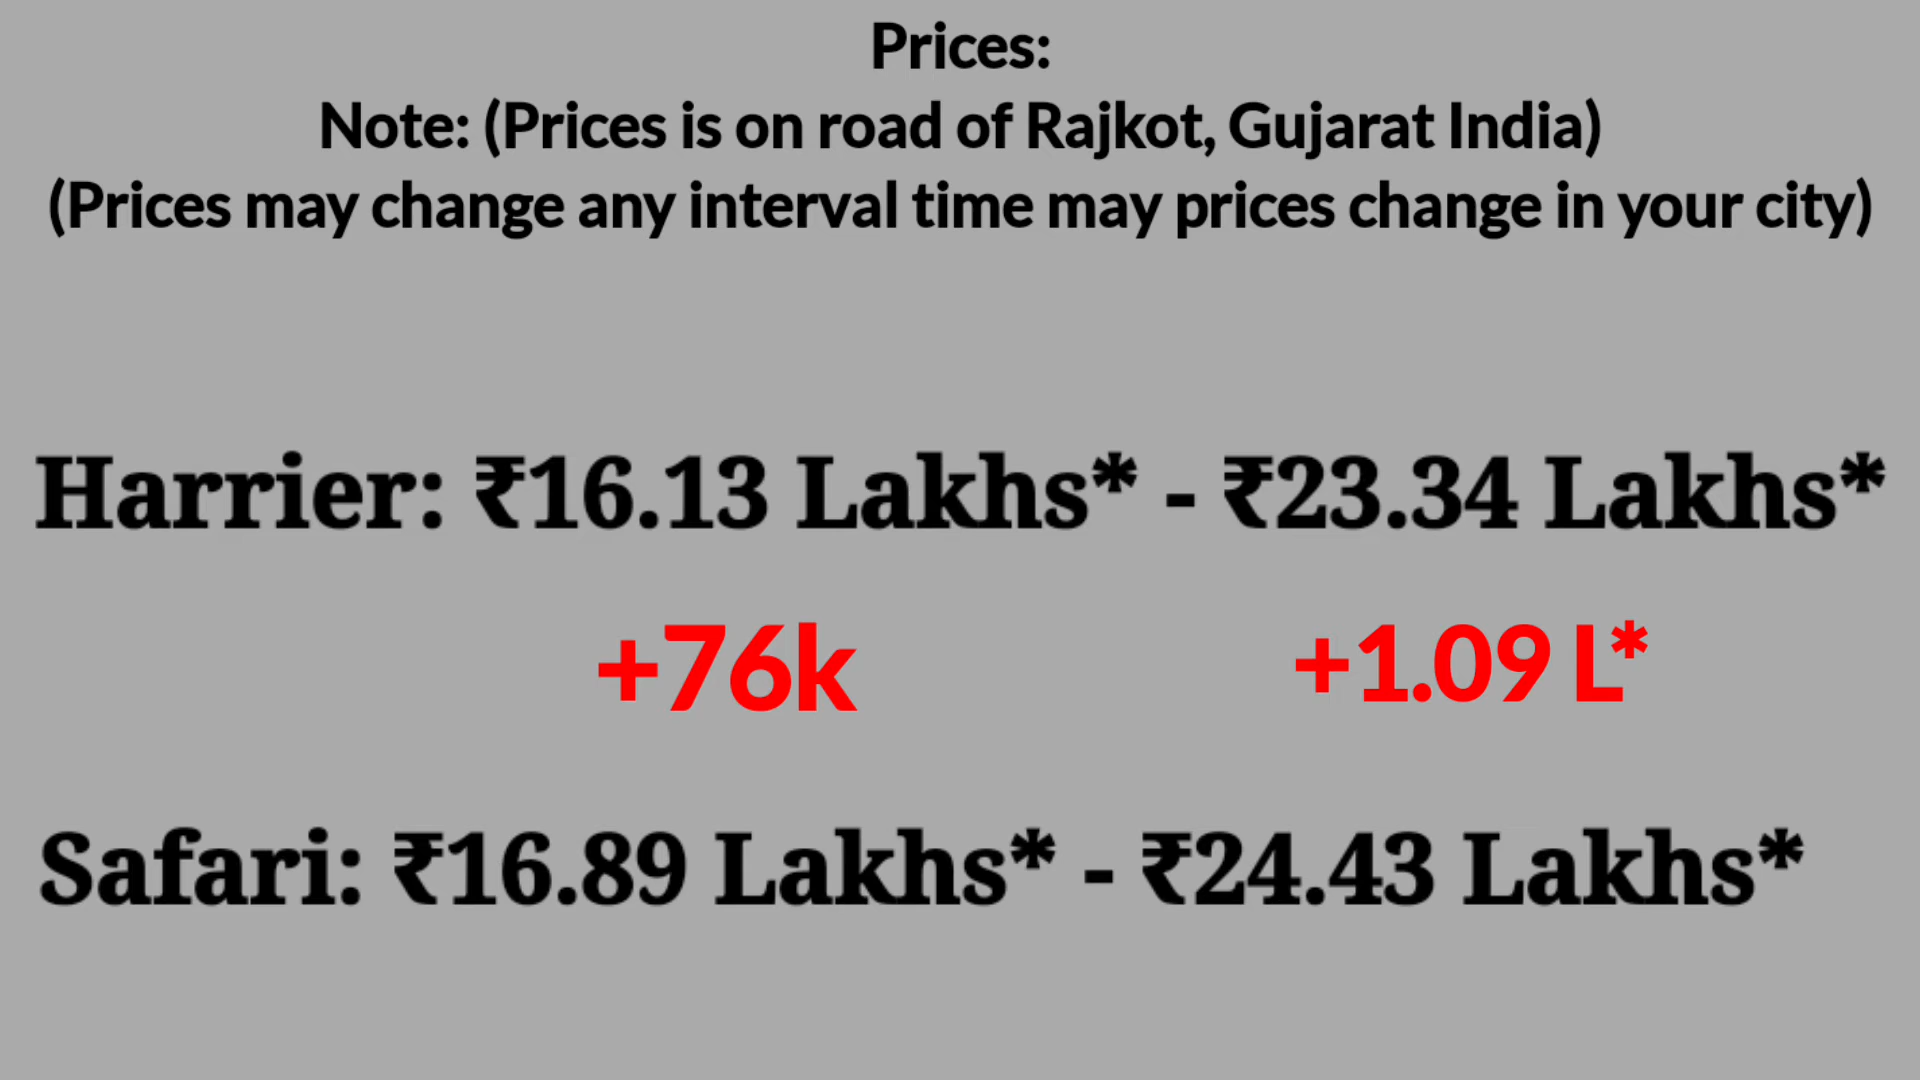 Prices:
Note: (Prices is on road of Rajkot, Gujarat India)
(Prices may change any interval time may prices change in your city)
Harrier: ₹16.13 Lakhs* - ₹23.34 Lakhs*
+76k +1.09 L*
Safari: ₹16.89 Lakhs* - ₹24.43 Lakhs*